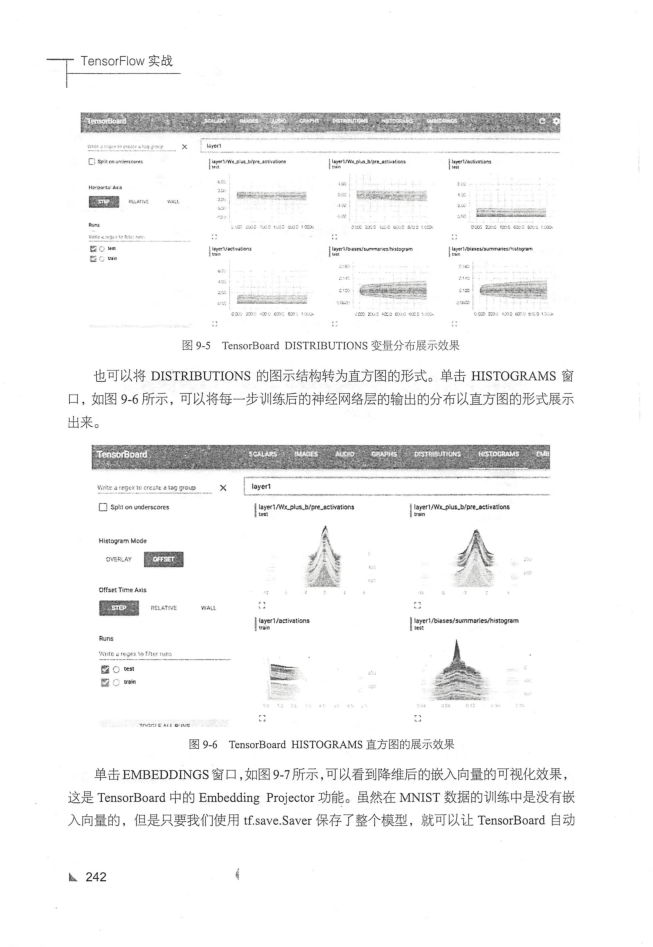 TensorFlow 实战
TensorBoard
SCALARS IMAGES AUDIO GRAPHS DISTRIBUTIONS HISTOGRAMS EMBEDDINGS
Write a regex to create a tag group ×
layer1
Split on underscores
layer1/Wx_plus_b/pre_activations
test
layer1/Wx_plus_b/pre_activations
train
layer1/activations
test
Horizontal Axis
STEP RELATIVE WALL
Runs
Write a regex to filter runs
test
train
layer1/activations
train
layer1/biases/summaries/histogram
train
layer1/biases/summaries/histogram
test
图 9-5 TensorBoard DISTRIBUTIONS 变量分布展示效果
也可以将 DISTRIBUTIONS 的图示结构转为直方图的形式。单击 HISTOGRAMS 窗
口，如图 9-6 所示，可以将每一步训练后的神经网络层的输出的分布以直方图的形式展示
出来。
TensorBoard
SCALARS IMAGES AUDIO GRAPHS DISTRIBUTIONS HISTOGRAMS EMB
Write a regex to create a tag group ×
layer1
Split on underscores
layer1/Wx_plus_b/pre_activations
test
layer1/Wx_plus_b/pre_activations
train
Histogram Mode
OVERLAY OFFSET
Offset Time Axis
STEP RELATIVE WALL
Runs
Write a regex to filter runs
test
train
TOGGLE ALL RUNS
layer1/activations
train
layer1/biases/summaries/histogram
test
图 9-6 TensorBoard HISTOGRAMS 直方图的展示效果
单击 EMBEDDINGS 窗口，如图 9-7 所示，可以看到降维后的嵌入向量的可视化效果，
这是 TensorBoard 中的 Embedding Projector 功能。虽然在 MNIST 数据的训练中是没有嵌
入向量的，但是只要我们使用 tf.save.Saver 保存了整个模型，就可以让 TensorBoard 自动
242